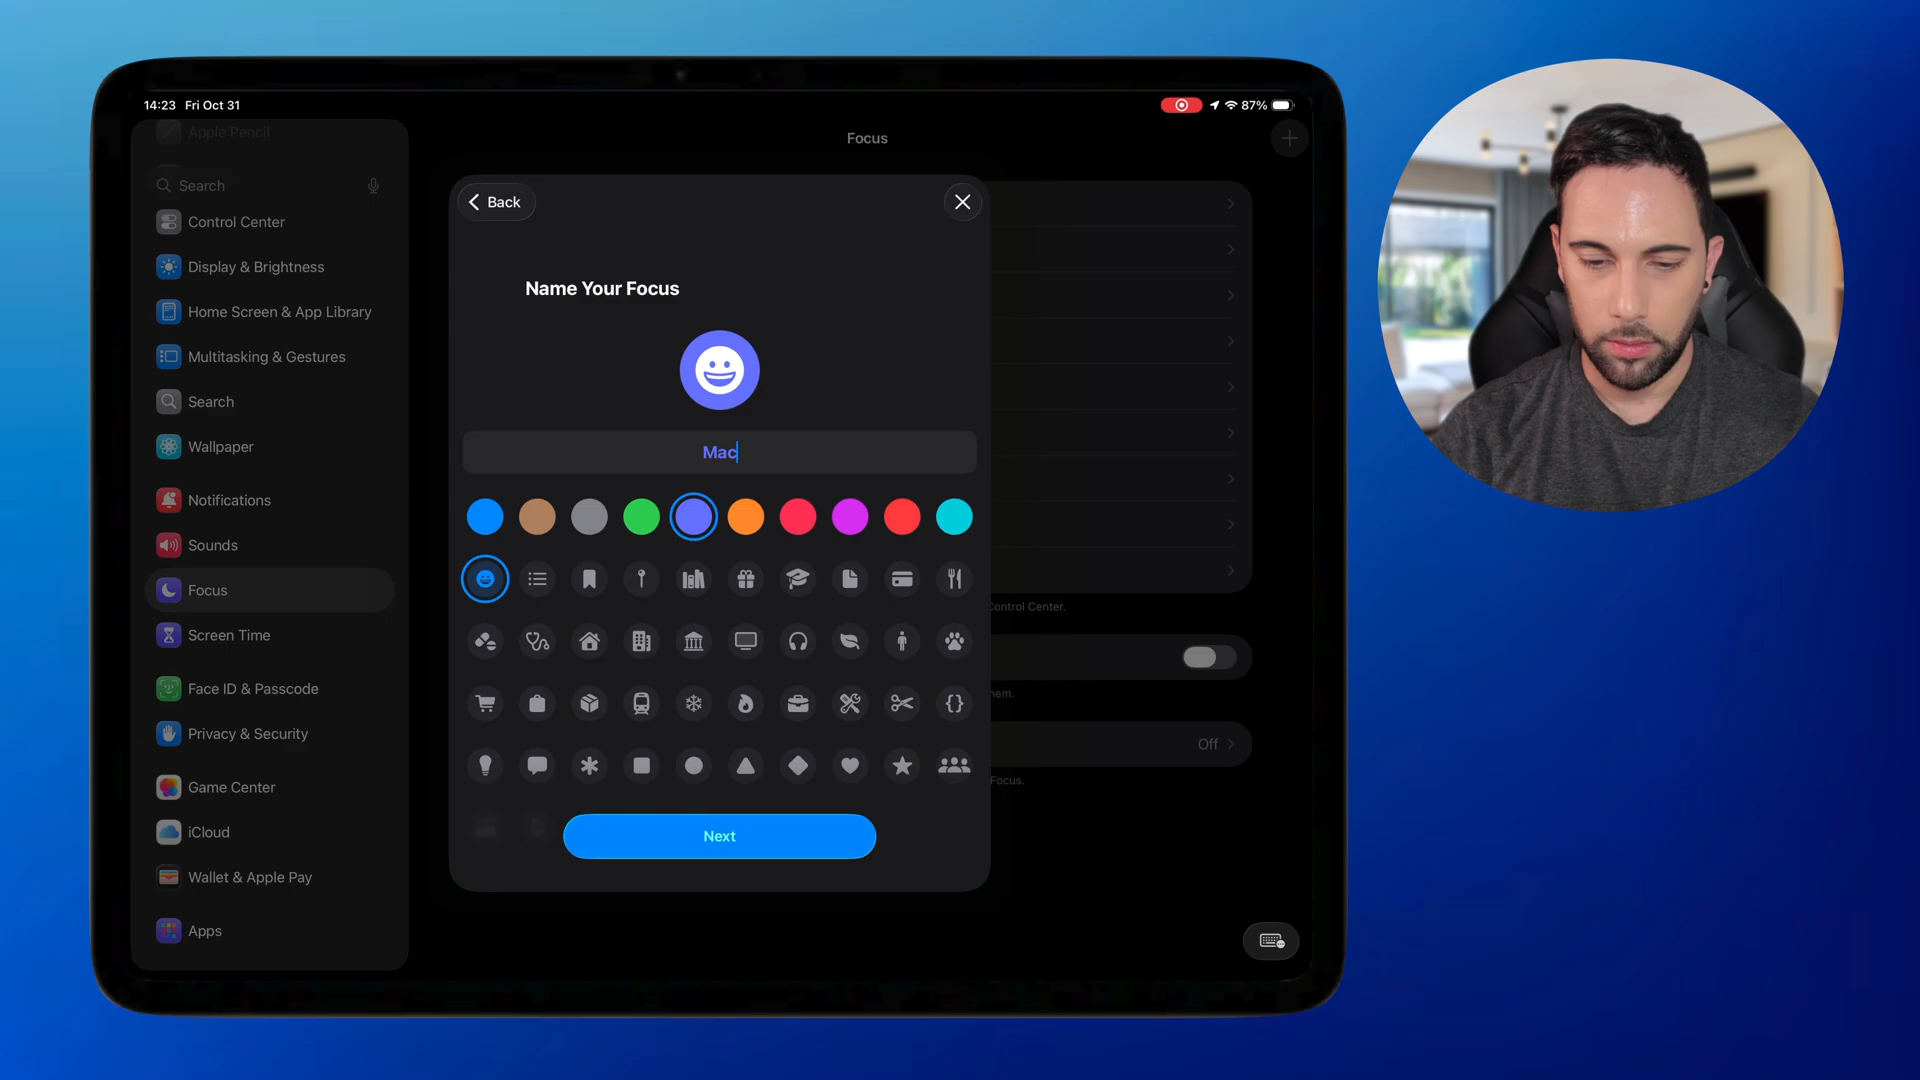 14:23 Fri Oct 31
87%
Apple Pencil
Search
Control Center
Display & Brightness
Home Screen & App Library
Multitasking & Gestures
Search
Wallpaper
Notifications
Sounds
Focus
Screen Time
Face ID & Passcode
Privacy & Security
Game Center
iCloud
Wallet & Apple Pay
Apps
Focus
Back
Name Your Focus
Mac
Next
Control Center.
hem.
Off
Focus.